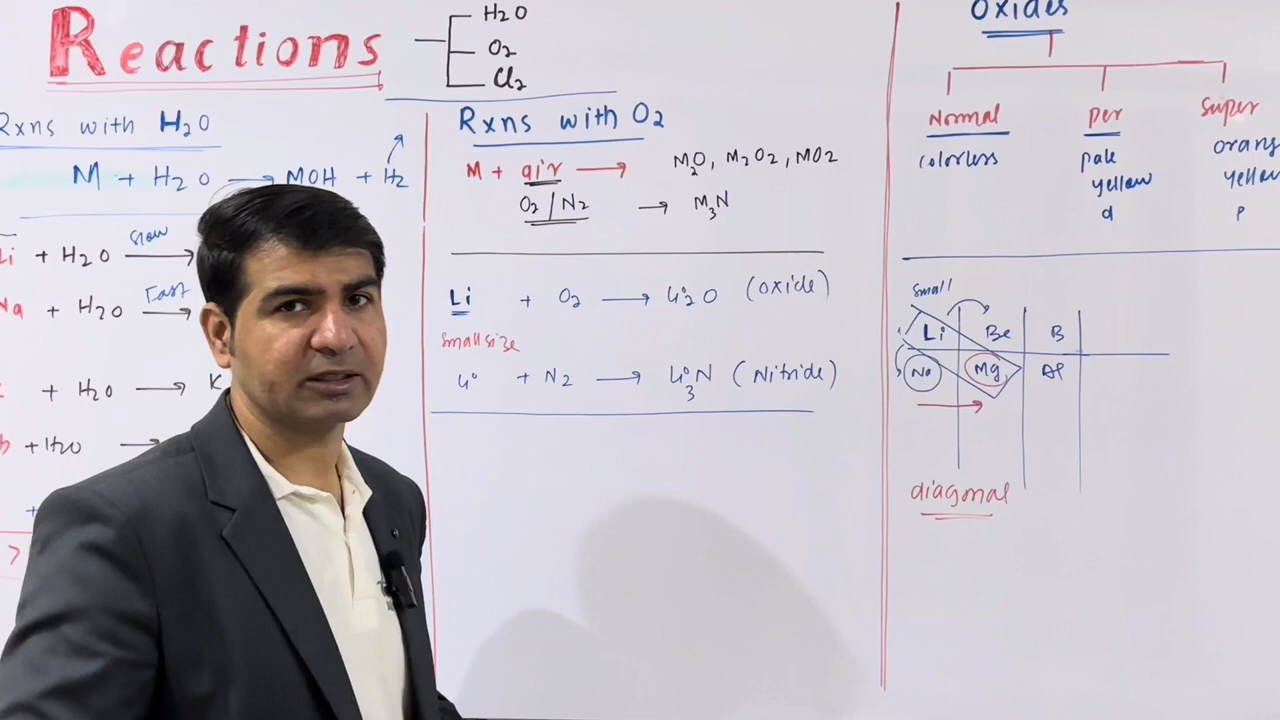 Reactions
H2O
O2
Cl2
Rxns with H2O
M + H2O ⟶ MOH + H2
Li + H2O slow ⟶
Na + H2O Fast ⟶
+ H2O ⟶ K
+ H2O ⟶
+
>
Rxns with O2
M + air ⟶ M2O, M2O2, MO2
O2 / N2 ⟶ M3N
Li + O2 ⟶ Li2O (oxide)
Small size
Li + N2 ⟶ Li3N (Nitride)
Oxides
Normal Per Super
colorless pale orang
yellow yellow
d p
small
Li Be B
Na Mg Al
diagonal